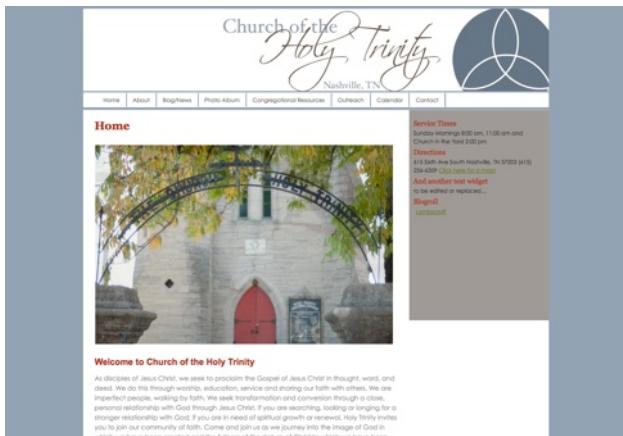 Church of the
Holy Trinity
Nashville, TN
Home About Blog/News Photo Album Congregational Resources Outreach Calendar Contact
Home
HOLY TRINITY
Welcome to Church of the Holy Trinity
As disciples of Jesus Christ, we seek to proclaim the Gospel of Jesus Christ in thought, word, and
deed. We do this through worship, education, service and sharing our faith with others. We are
imperfect people, walking by faith. We seek transformation and conversion through a close,
personal relationship with God through Jesus Christ. If you are searching, looking or longing for a
stronger relationship with God; if you are in need of spiritual growth or renewal, Holy Trinity invites
you to join our community of faith. Come and join us as we journey into the image of God in
Service Times
Sunday Mornings 8:00 am, 11:00 am and
Church in the Yard 2:00 pm
Directions
615 Sixth Ave South Nashville, TN 37203 (615)
256-6359 Click here for a map!
And another text widget
to be edited or replaced...
Blogroll